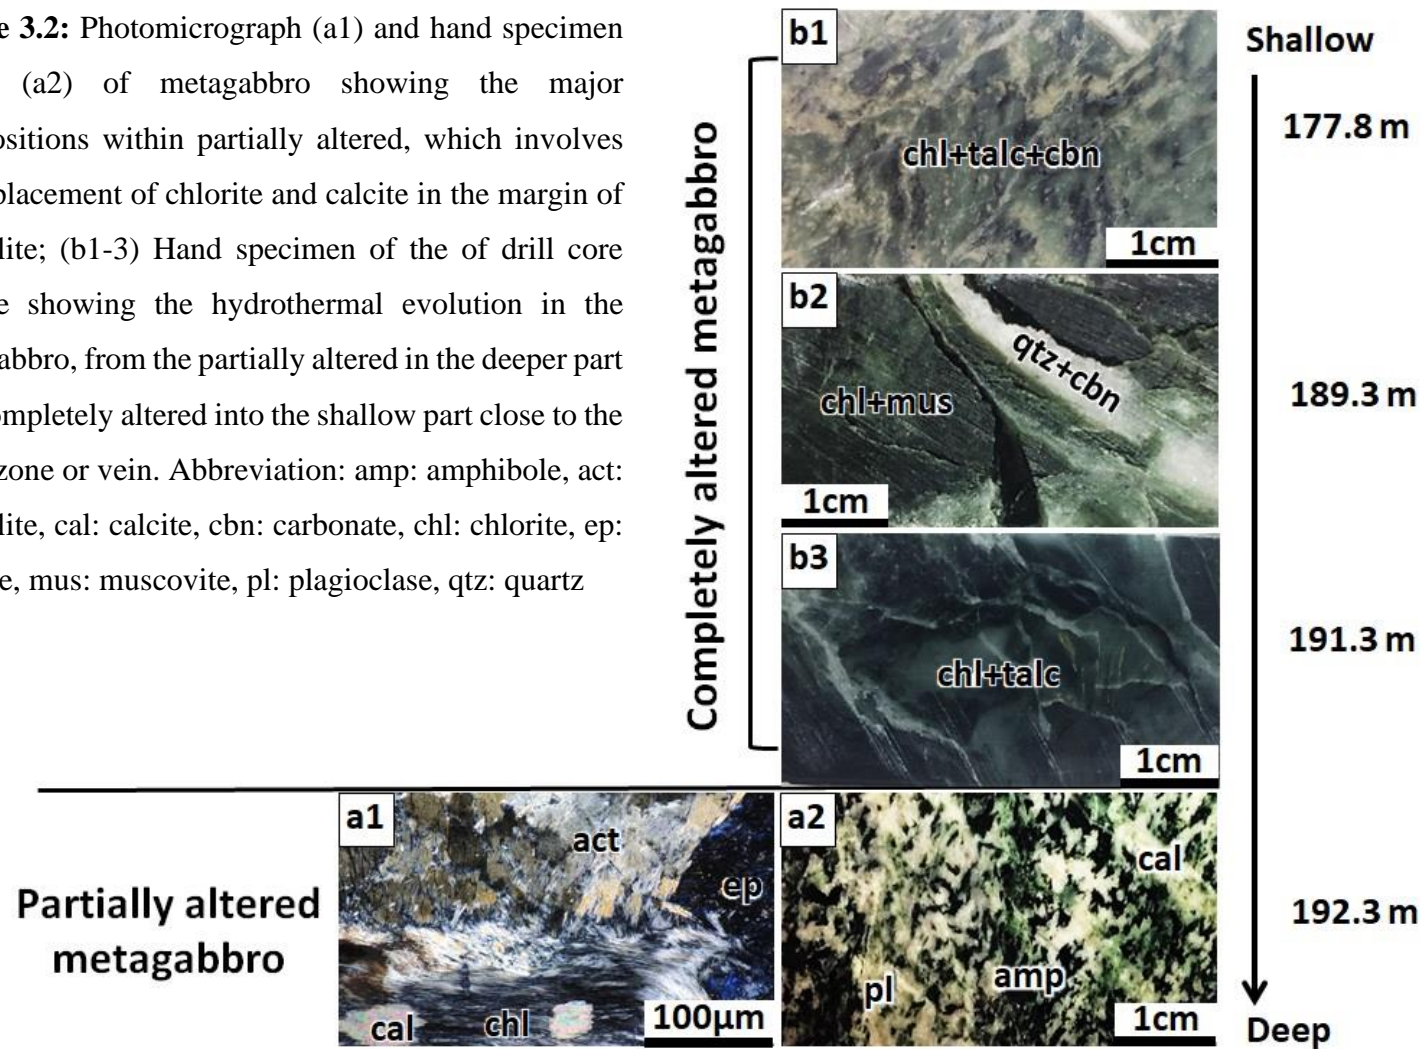 3.2: Photomicrograph (a1) and hand specimen
(a2) of metagabbro showing the major
within partially altered, which involves
of chlorite and calcite in the margin of
(b1-3) Hand specimen of the of drill core
showing the hydrothermal evolution in the
from the partially altered in the deeper part
altered into the shallow part close to the
zone or vein. Abbreviation: amp: amphibole, act:
cal: calcite, cbn: carbonate, chl: chlorite, ep:
mus: muscovite, pl: plagioclase, qtz: quartz
Completely altered metagabbro
b1
chl+talc+cbn
1cm
b2
qtz+cbn
chl+mus
1cm
b3
chl+talc
1cm
Shallow
177.8 m
189.3 m
191.3 m
192.3 m
Deep
Partially altered
metagabbro
a1
act
ep
cal
chl
100µm
a2
cal
pl
amp
1cm